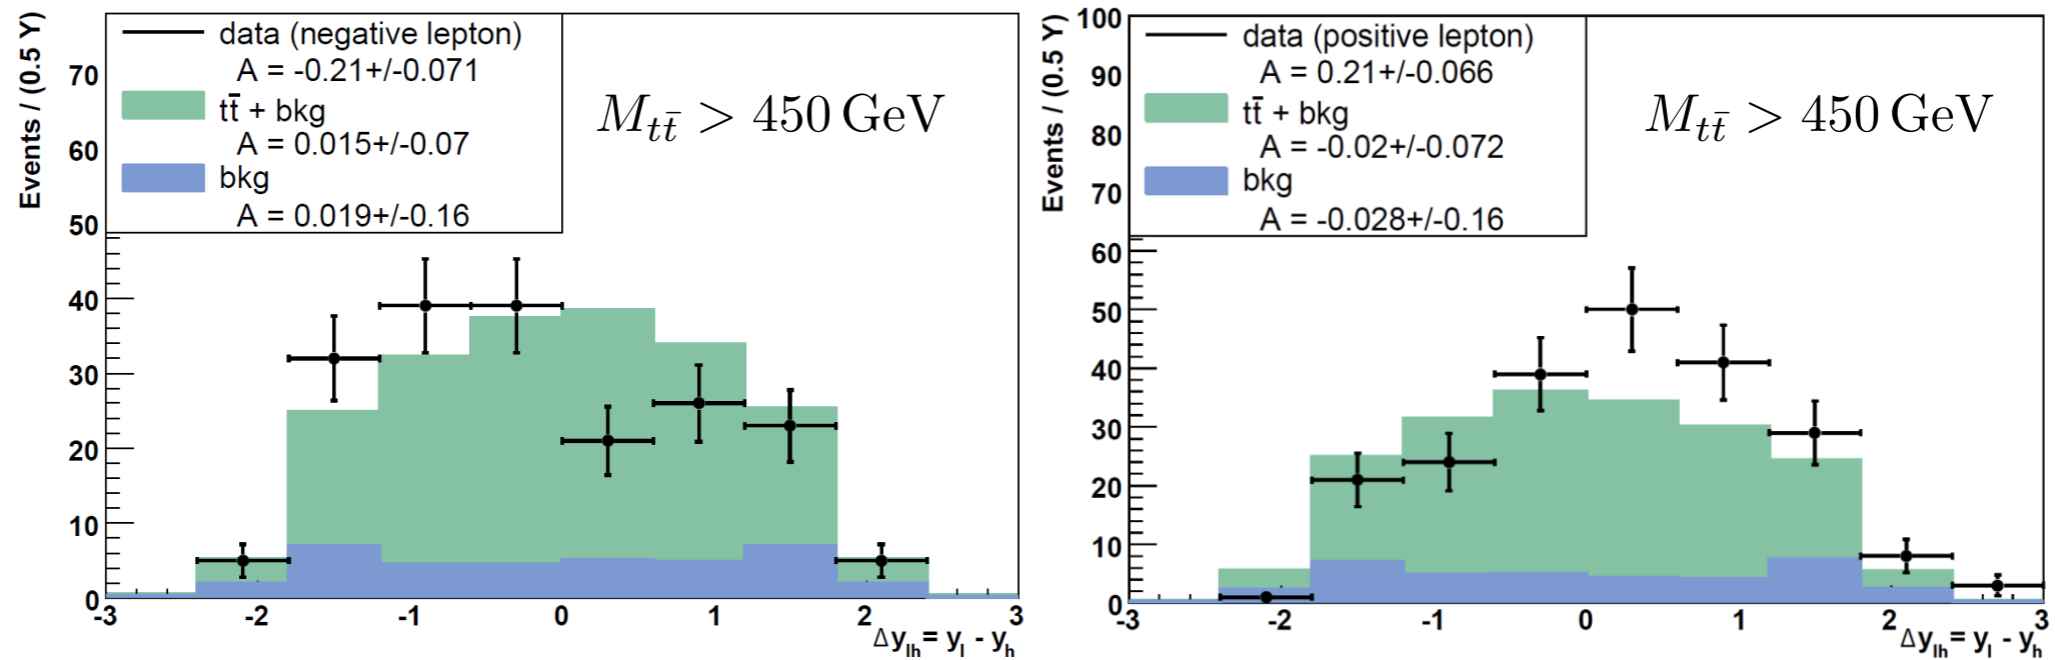 Events / (0.5 Y)
70
60
50
40
30
20
10
0
data (negative lepton)
A = -0.21+/-0.071
tt̄ + bkg
A = 0.015+/-0.07
bkg
A = 0.019+/-0.16
M_{tt̄} > 450 GeV
-3 -2 -1 0 1 2 3
Δy_{lh} = y_l - y_h
Events / (0.5 Y)
100
90
80
70
60
50
40
30
20
10
0
data (positive lepton)
A = 0.21+/-0.066
tt̄ + bkg
A = -0.02+/-0.072
bkg
A = -0.028+/-0.16
M_{tt̄} > 450 GeV
-3 -2 -1 0 1 2 3
Δy_{lh} = y_l - y_h